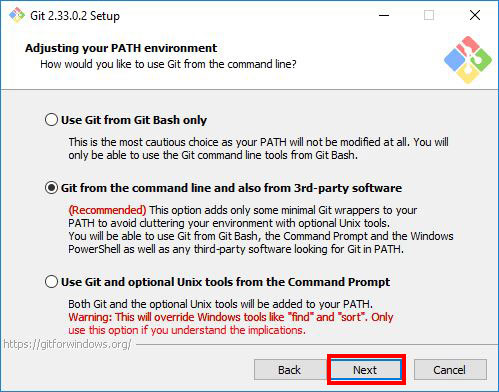 Git 2.33.0.2 Setup
Adjusting your PATH environment
How would you like to use Git from the command line?
Use Git from Git Bash only
This is the most cautious choice as your PATH will not be modified at all. You will
only be able to use the Git command line tools from Git Bash.
Git from the command line and also from 3rd-party software
(Recommended) This option adds only some minimal Git wrappers to your
PATH to avoid cluttering your environment with optional Unix tools.
You will be able to use Git from Git Bash, the Command Prompt and the Windows
PowerShell as well as any third-party software looking for Git in PATH.
Use Git and optional Unix tools from the Command Prompt
Both Git and the optional Unix tools will be added to your PATH.
Warning: This will override Windows tools like "find" and "sort". Only
use this option if you understand the implications.
https://gitforwindows.org/
Back
Next
Cancel